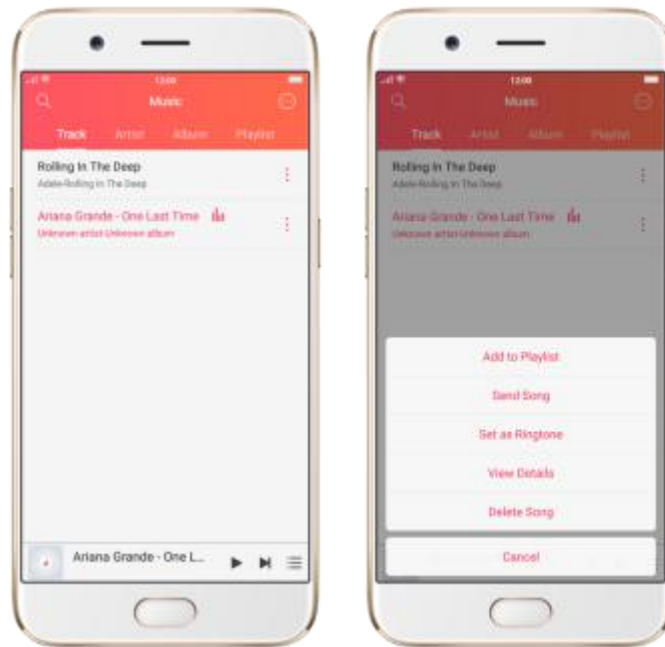 12:00
Music
Track Artist Album Playlist
Rolling In The Deep
Adele-Rolling In The Deep
Ariana Grande - One Last Time
Unknown artist-Unknown album
Ariana Grande - One L...
12:00
Music
Track Artist Album Playlist
Rolling In The Deep
Adele-Rolling In The Deep
Ariana Grande - One Last Time
Unknown artist-Unknown album
Add to Playlist
Send Song
Set as Ringtone
View Details
Delete Song
Cancel